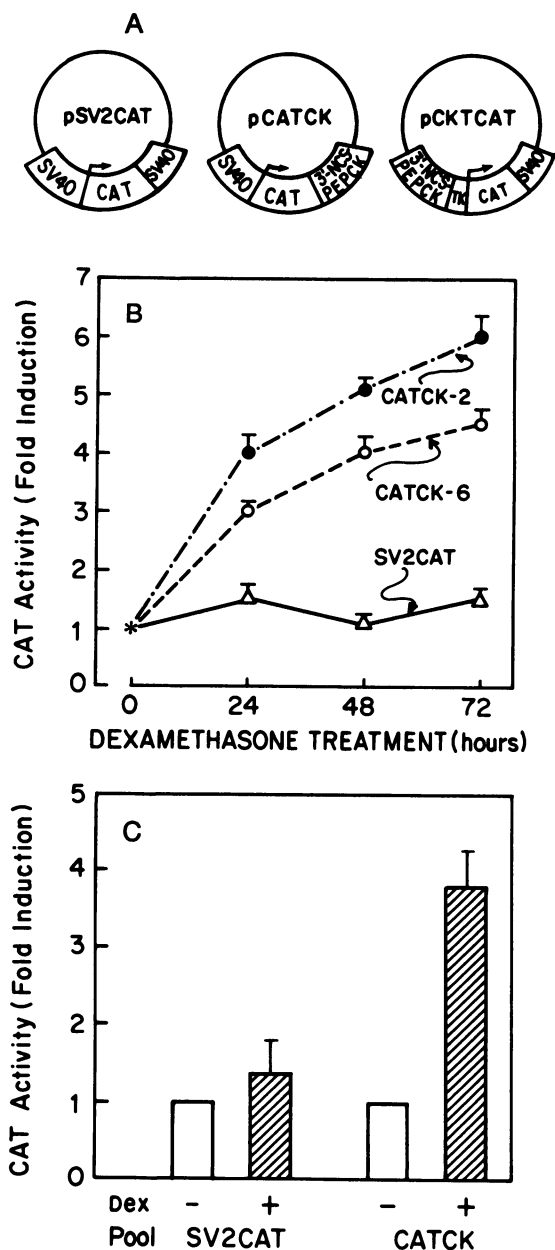 A
pSV2CAT
pCATCK
pCKTCAT
SV40
CAT
SV40
SV40
CAT
3'-NCS-
PEPCK
3'-NCS-
PEPCK
TK
CAT
SV40
B
CAT Activity (Fold Induction)
7
6
5
4
3
2
1
0
CATCK-2
CATCK-6
SV2CAT
0 24 48 72
DEXAMETHASONE TREATMENT (hours)
C
CAT Activity (Fold Induction)
5
4
3
2
1
0
Dex - + - +
Pool SV2CAT CATCK